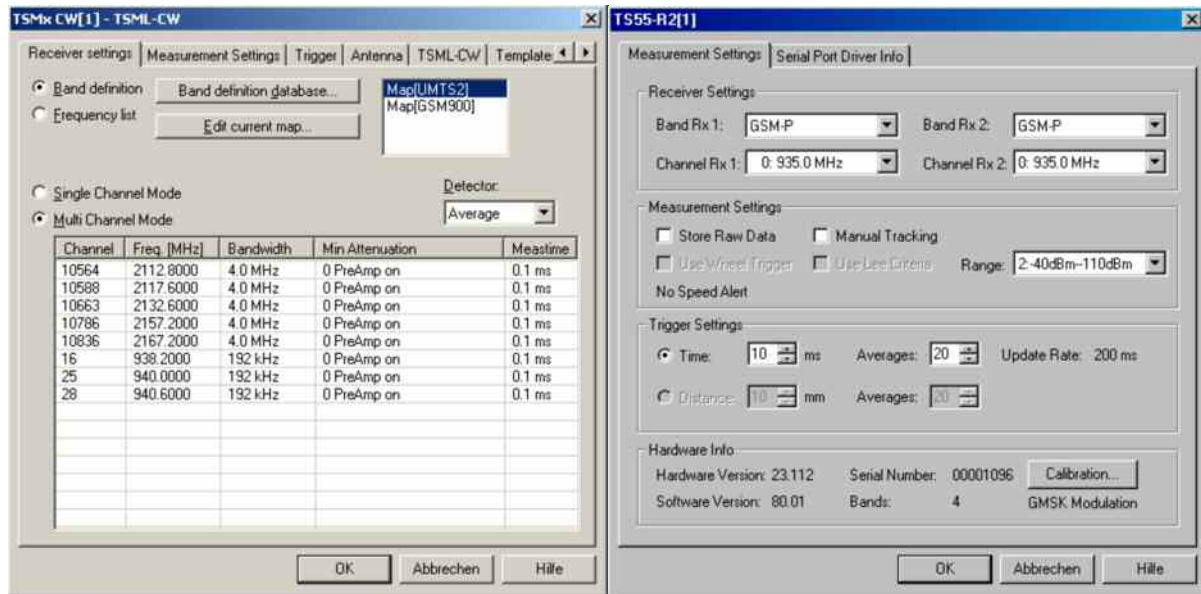 TSMx CW[1] - TSML-CW
Receiver settings Measurement Settings Trigger Antenna TSML-CW Template
Band definition Band definition database... Map[UMTS2]
Map[GSM900]
Frequency list Edit current map...
Single Channel Mode Detector:
Multi Channel Mode Average
Channel Freq. [MHz] Bandwidth Min Attenuation Meastime
10564 2112.8000 4.0 MHz 0 PreAmp on 0.1 ms
10588 2117.6000 4.0 MHz 0 PreAmp on 0.1 ms
10663 2132.6000 4.0 MHz 0 PreAmp on 0.1 ms
10786 2157.2000 4.0 MHz 0 PreAmp on 0.1 ms
10836 2167.2000 4.0 MHz 0 PreAmp on 0.1 ms
16 938.2000 192 kHz 0 PreAmp on 0.1 ms
25 940.0000 192 kHz 0 PreAmp on 0.1 ms
28 940.6000 192 kHz 0 PreAmp on 0.1 ms
OK Abbrechen Hilfe
TS55-R2[1]
Measurement Settings Serial Port Driver Info
Receiver Settings
Band Rx 1: GSM-P Band Rx 2: GSM-P
Channel Rx 1: 0: 935.0 MHz Channel Rx 2: 0: 935.0 MHz
Measurement Settings
Store Raw Data Manual Tracking
Use Wheel Trigger Use Lee Criteria Range: 2:-40dBm--110dBm
No Speed Alert
Trigger Settings
Time: 10 ms Averages: 20 Update Rate: 200 ms
Distance: 10 mm Averages: 20
Hardware Info
Hardware Version: 23.112 Serial Number: 00001096 Calibration...
Software Version: 80.01 Bands: 4 GMSK Modulation
OK Abbrechen Hilfe